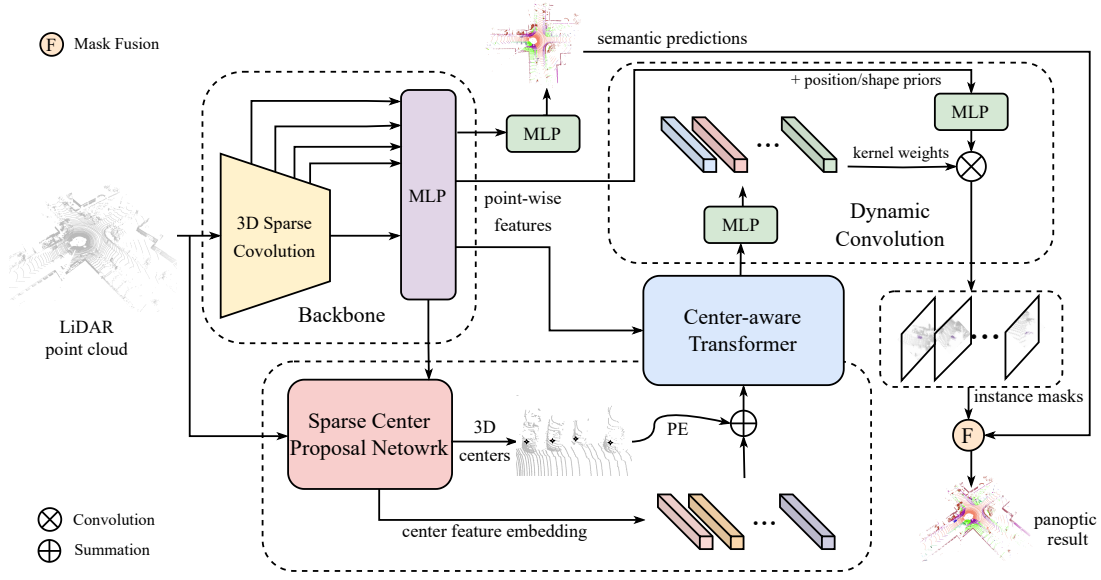 F Mask Fusion
semantic predictions
+ position/shape priors
MLP
MLP
MLP
3D Sparse
Covolution
point-wise
features
kernel weights
MLP
Dynamic
Convolution
Backbone
LiDAR
point cloud
Center-aware
Transformer
instance masks
Sparse Center
Proposal Netowrk
3D
centers
PE
F
center feature embedding
Convolution
Summation
panoptic
result